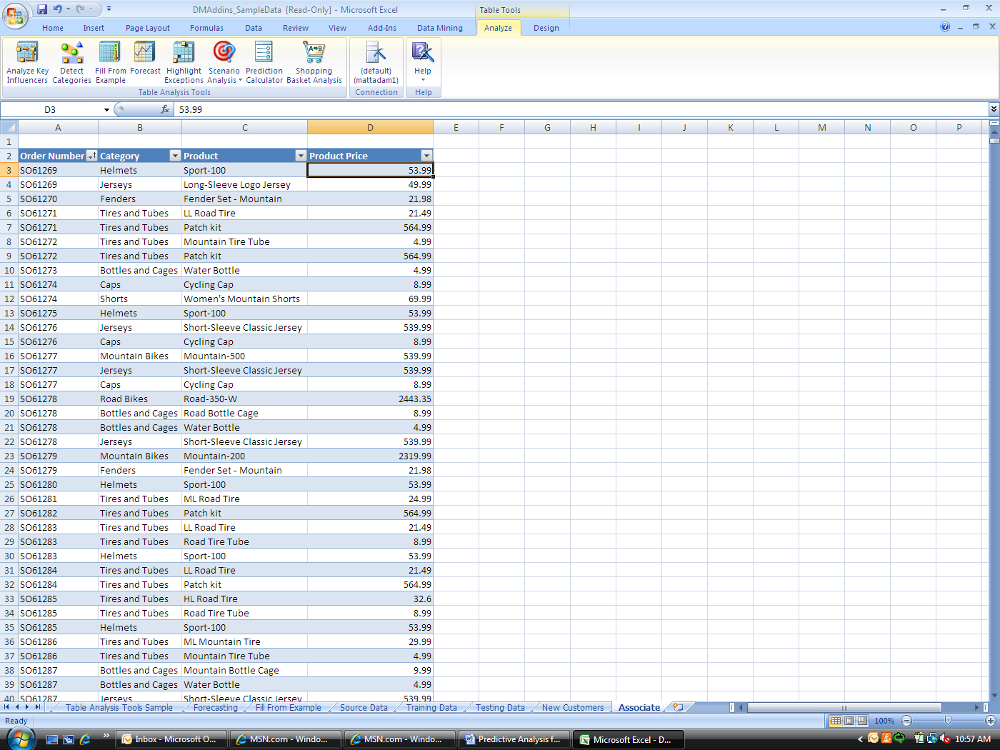 DMAddins_SampleData [Read-Only] - Microsoft Excel
Table Tools
Home Insert Page Layout Formulas Data Review View Add-Ins Data Mining Analyze Design
Analyze Key Influencers
Detect Categories
Fill From Example
Forecast
Highlight Exceptions
Scenario Analysis
Prediction Calculator
Shopping Basket Analysis
(default) (mattadam1)
Help
Table Analysis Tools Connection Help
D3 fx 53.99
A B C D E F G H I J K L M N O P
1
2 Order Number Category Product Product Price
3 SO61269 Helmets Sport-100 53.99
4 SO61269 Jerseys Long-Sleeve Logo Jersey 49.99
5 SO61270 Fenders Fender Set - Mountain 21.98
6 SO61271 Tires and Tubes LL Road Tire 21.49
7 SO61271 Tires and Tubes Patch kit 564.99
8 SO61272 Tires and Tubes Mountain Tire Tube 4.99
9 SO61272 Tires and Tubes Patch kit 564.99
10 SO61273 Bottles and Cages Water Bottle 4.99
11 SO61274 Caps Cycling Cap 8.99
12 SO61274 Shorts Women's Mountain Shorts 69.99
13 SO61275 Helmets Sport-100 53.99
14 SO61276 Jerseys Short-Sleeve Classic Jersey 539.99
15 SO61276 Caps Cycling Cap 8.99
16 SO61277 Mountain Bikes Mountain-500 539.99
17 SO61277 Jerseys Short-Sleeve Classic Jersey 539.99
18 SO61277 Caps Cycling Cap 8.99
19 SO61278 Road Bikes Road-350-W 2443.35
20 SO61278 Bottles and Cages Road Bottle Cage 8.99
21 SO61278 Bottles and Cages Water Bottle 4.99
22 SO61278 Jerseys Short-Sleeve Classic Jersey 539.99
23 SO61279 Mountain Bikes Mountain-200 2319.99
24 SO61279 Fenders Fender Set - Mountain 21.98
25 SO61280 Helmets Sport-100 53.99
26 SO61281 Tires and Tubes ML Road Tire 24.99
27 SO61282 Tires and Tubes Patch kit 564.99
28 SO61283 Tires and Tubes LL Road Tire 21.49
29 SO61283 Tires and Tubes Road Tire Tube 8.99
30 SO61283 Helmets Sport-100 53.99
31 SO61284 Tires and Tubes LL Road Tire 21.49
32 SO61284 Tires and Tubes Patch kit 564.99
33 SO61285 Tires and Tubes HL Road Tire 32.6
34 SO61285 Tires and Tubes Road Tire Tube 8.99
35 SO61285 Helmets Sport-100 53.99
36 SO61286 Tires and Tubes ML Mountain Tire 29.99
37 SO61286 Tires and Tubes Mountain Tire Tube 4.99
38 SO61287 Bottles and Cages Mountain Bottle Cage 9.99
39 SO61287 Bottles and Cages Water Bottle 4.99
40 SO61287 Jerseys Short-Sleeve Classic Jersey 539.99
Table Analysis Tools Sample Forecasting Fill From Example Source Data Training Data Testing Data New Customers Associate
Ready 100%
Inbox - Microsoft O... MSN.com - Windo... MSN.com - Windo... Predictive Analysis f... Microsoft Excel - D... 10:57 AM